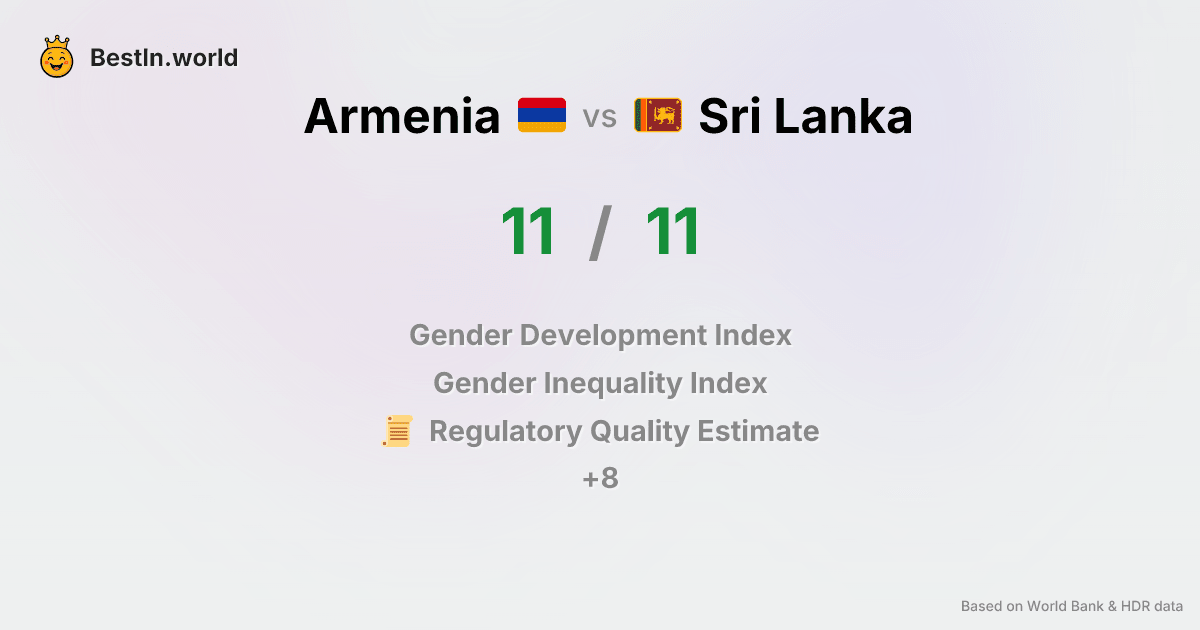 BestIn.world
Armenia vs Sri Lanka
11 / 11
Gender Development Index
Gender Inequality Index
Regulatory Quality Estimate
+8
Based on World Bank & HDR data